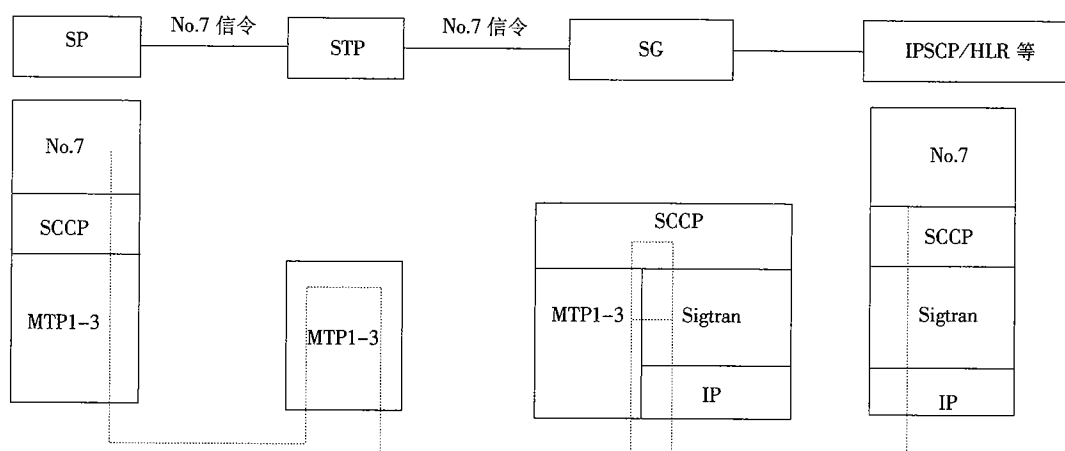 No.7 信令
No.7 信令
SP
STP
SG
IPSCP/HLR 等
No.7
SCCP
MTP1-3
MTP1-3
SCCP
MTP1-3
Sigtran
IP
No.7
SCCP
Sigtran
IP